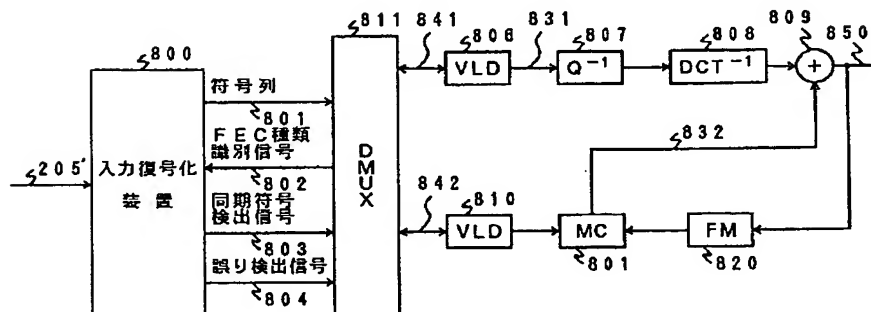 800
811
841
806
831
807
808
809
850
VLD
Q⁻¹
DCT⁻¹
+
符号列
801
FEC種類
識別信号
802
832
205'
入力復号化
装置
DMUX
同期符号
検出信号
803
842
810
VLD
MC
FM
誤り検出信号
804
801
820